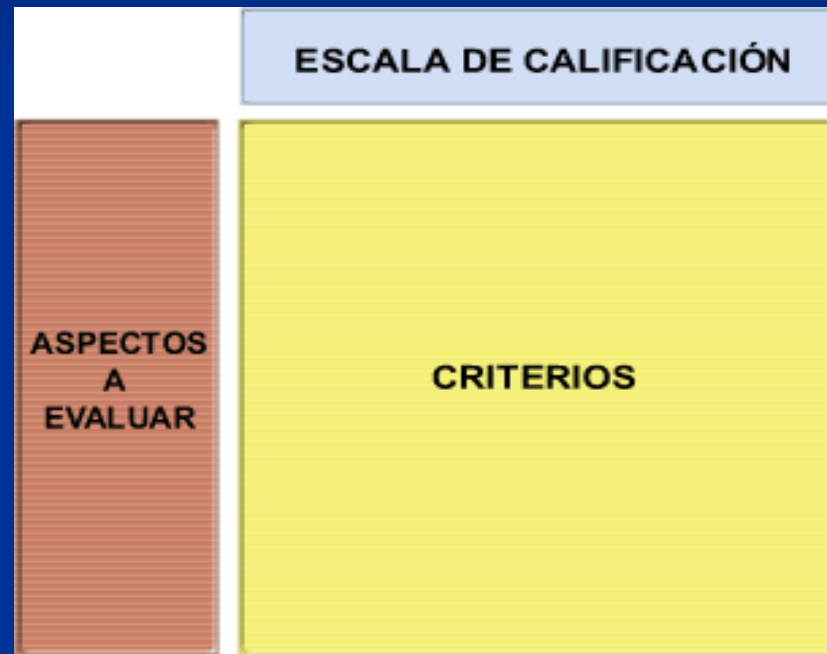 ESCALA DE CALIFICACIÓN
ASPECTOS
A
EVALUAR
CRITERIOS